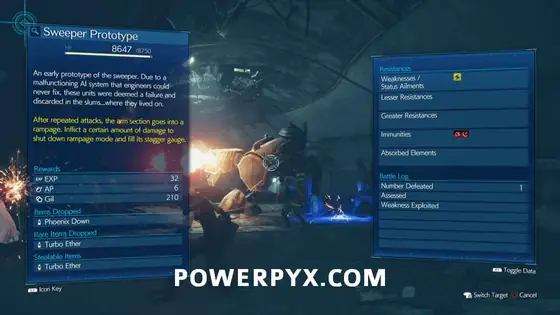 Sweeper Prototype
HP 8647/8750
An early prototype of the sweeper. Due to a
malfunctioning AI system that engineers could
never fix, these units were deemed a failure and
discarded in the slums...where they lived on.
After repeated attacks, the arm section goes into a
rampage. Inflict a certain amount of damage to
shut down rampage mode and fill its stagger gauge.
Rewards
EXP 32
AP 6
Gil 210
Items Dropped
Phoenix Down
Rare Items Dropped
Turbo Ether
Stealable Items
Turbo Ether
Icon Key
Resistances
Weaknesses /
Status Ailments
Lesser Resistances
Greater Resistances
Immunities
Absorbed Elements
Battle Log
Number Defeated 1
Assessed
Weakness Exploited
Toggle Data
Switch Target Cancel
POWERPYX.COM